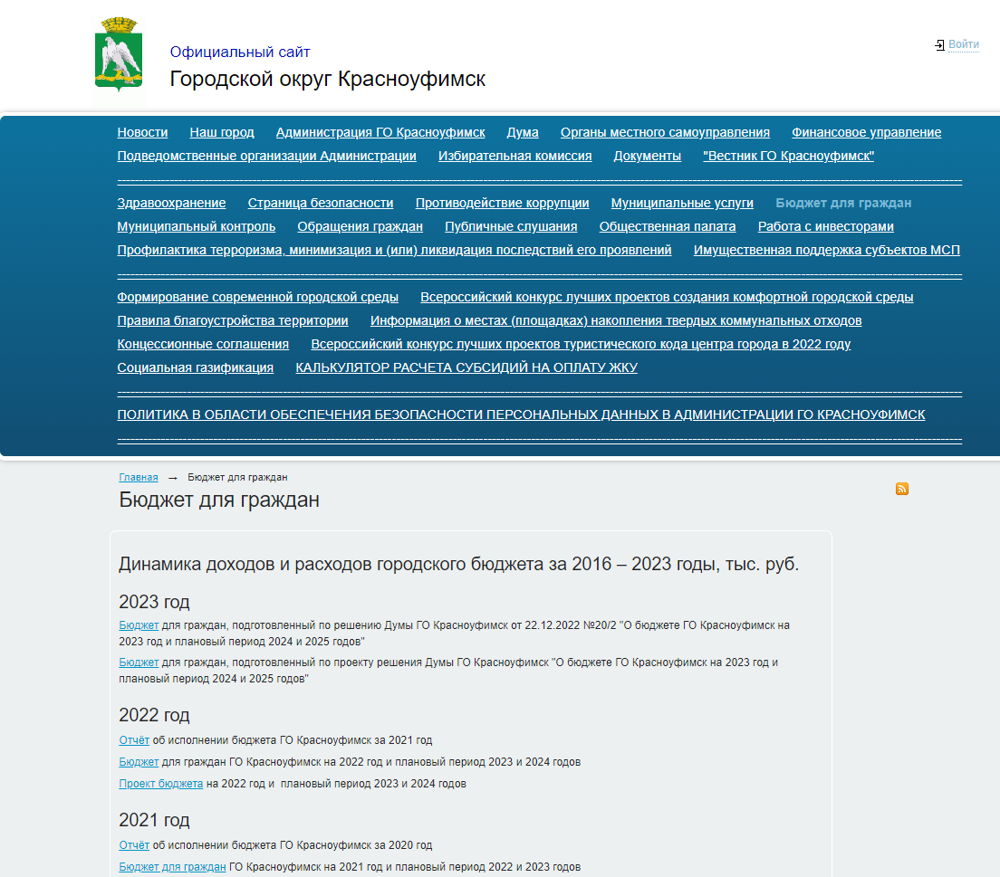 Официальный сайт
Войти
Городской округ Красноуфимск
Новости Наш город Администрация ГО Красноуфимск Дума Органы местного самоуправления Финансовое управление
Подведомственные организации Администрации Избирательная комиссия Документы "Вестник ГО Красноуфимск"
Здравоохранение Страница безопасности Противодействие коррупции Муниципальные услуги Бюджет для граждан
Муниципальный контроль Обращения граждан Публичные слушания Общественная палата Работа с инвесторами
Профилактика терроризма, минимизация и (или) ликвидация последствий его проявлений Имущественная поддержка субъектов МСП
Формирование современной городской среды Всероссийский конкурс лучших проектов создания комфортной городской среды
Правила благоустройства территории Информация о местах (площадках) накопления твердых коммунальных отходов
Концессионные соглашения Всероссийский конкурс лучших проектов туристического кода центра города в 2022 году
Социальная газификация КАЛЬКУЛЯТОР РАСЧЕТА СУБСИДИЙ НА ОПЛАТУ ЖКУ
ПОЛИТИКА В ОБЛАСТИ ОБЕСПЕЧЕНИЯ БЕЗОПАСНОСТИ ПЕРСОНАЛЬНЫХ ДАННЫХ В АДМИНИСТРАЦИИ ГО КРАСНОУФИМСК
Главная → Бюджет для граждан
Бюджет для граждан
Динамика доходов и расходов городского бюджета за 2016 – 2023 годы, тыс. руб.
2023 год
Бюджет для граждан, подготовленный по решению Думы ГО Красноуфимск от 22.12.2022 №20/2 "О бюджете ГО Красноуфимск на
2023 год и плановый период 2024 и 2025 годов"
Бюджет для граждан, подготовленный по проекту решения Думы ГО Красноуфимск "О бюджете ГО Красноуфимск на 2023 год и
плановый период 2024 и 2025 годов"
2022 год
Отчёт об исполнении бюджета ГО Красноуфимск за 2021 год
Бюджет для граждан ГО Красноуфимск на 2022 год и плановый период 2023 и 2024 годов
Проект бюджета на 2022 год и плановый период 2023 и 2024 годов
2021 год
Отчёт об исполнении бюджета ГО Красноуфимск за 2020 год
Бюджет для граждан ГО Красноуфимск на 2021 год и плановый период 2022 и 2023 годов